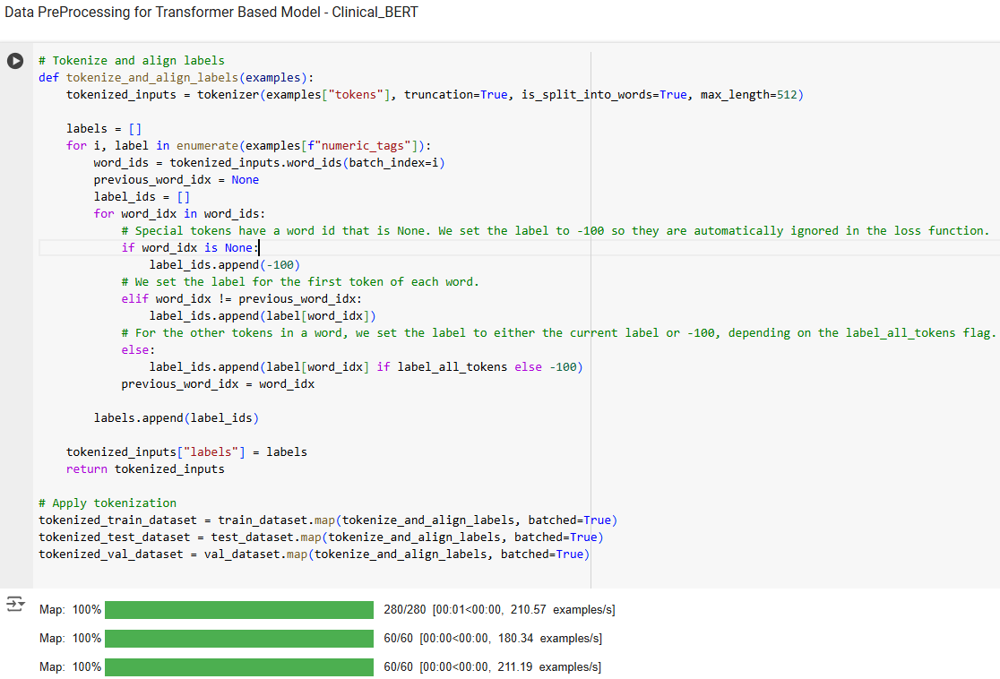 Data PreProcessing for Transformer Based Model - Clinical_BERT
# Tokenize and align labels
def tokenize_and_align_labels(examples):
    tokenized_inputs = tokenizer(examples["tokens"], truncation=True, is_split_into_words=True, max_length=512)

    labels = []
    for i, label in enumerate(examples[f"numeric_tags"]):
        word_ids = tokenized_inputs.word_ids(batch_index=i)
        previous_word_idx = None
        label_ids = []
        for word_idx in word_ids:
            # Special tokens have a word id that is None. We set the label to -100 so they are automatically ignored in the loss function.
            if word_idx is None:
                label_ids.append(-100)
            # We set the label for the first token of each word.
            elif word_idx != previous_word_idx:
                label_ids.append(label[word_idx])
            # For the other tokens in a word, we set the label to either the current label or -100, depending on the label_all_tokens flag.
            else:
                label_ids.append(label[word_idx] if label_all_tokens else -100)
            previous_word_idx = word_idx

        labels.append(label_ids)

    tokenized_inputs["labels"] = labels
    return tokenized_inputs

# Apply tokenization
tokenized_train_dataset = train_dataset.map(tokenize_and_align_labels, batched=True)
tokenized_test_dataset = test_dataset.map(tokenize_and_align_labels, batched=True)
tokenized_val_dataset = val_dataset.map(tokenize_and_align_labels, batched=True)
Map: 100% 280/280 [00:01<00:00, 210.57 examples/s]
Map: 100% 60/60 [00:00<00:00, 180.34 examples/s]
Map: 100% 60/60 [00:00<00:00, 211.19 examples/s]